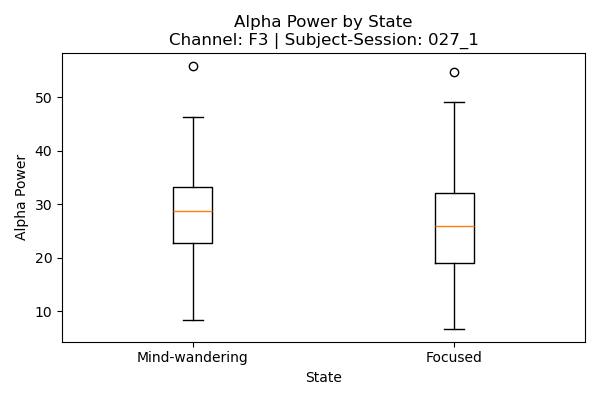 Alpha Power by State
Channel: F3 | Subject-Session: 027_1
Alpha Power
50
40
30
20
10
Mind-wandering
Focused
State